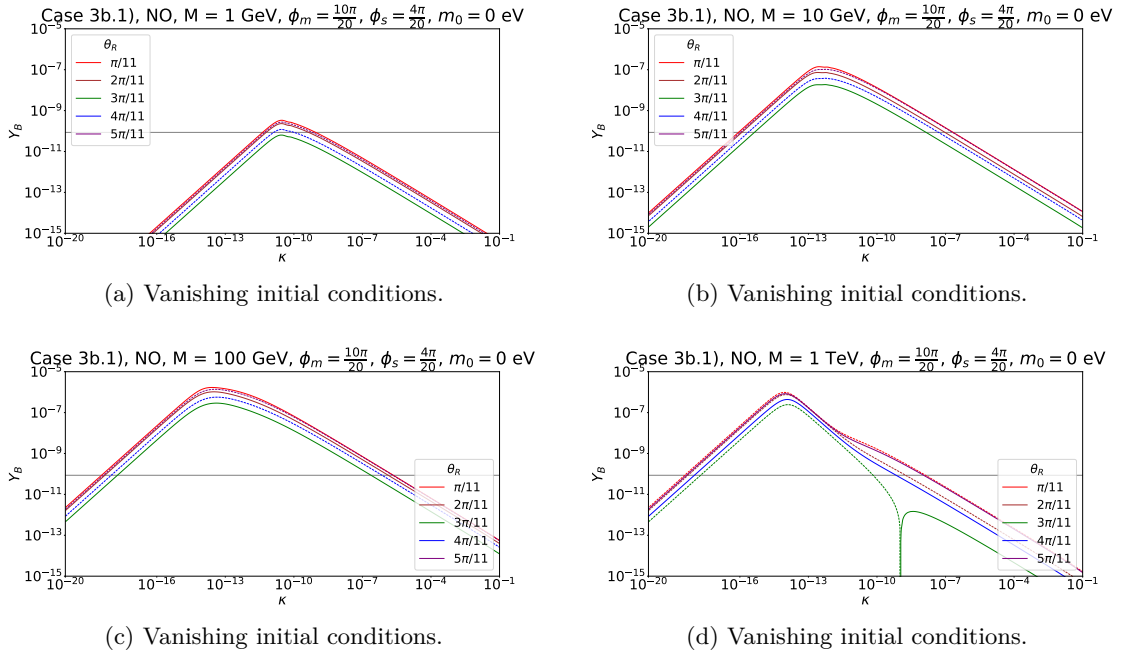 Case 3b.1), NO, M = 1 GeV, ϕ_m = 10π/20, ϕ_s = 4π/20, m_0 = 0 eV
10^-5
10^-7
10^-9
10^-11
10^-13
10^-15
Y_B
θ_R
π/11
2π/11
3π/11
4π/11
5π/11
10^-20 10^-16 10^-13 10^-10 10^-7 10^-4 10^-1
κ
(a) Vanishing initial conditions.
Case 3b.1), NO, M = 10 GeV, ϕ_m = 10π/20, ϕ_s = 4π/20, m_0 = 0 eV
10^-5
10^-7
10^-9
10^-11
10^-13
10^-15
Y_B
θ_R
π/11
2π/11
3π/11
4π/11
5π/11
10^-20 10^-16 10^-13 10^-10 10^-7 10^-4 10^-1
κ
(b) Vanishing initial conditions.
Case 3b.1), NO, M = 100 GeV, ϕ_m = 10π/20, ϕ_s = 4π/20, m_0 = 0 eV
10^-5
10^-7
10^-9
10^-11
10^-13
10^-15
Y_B
θ_R
π/11
2π/11
3π/11
4π/11
5π/11
10^-20 10^-16 10^-13 10^-10 10^-7 10^-4 10^-1
κ
(c) Vanishing initial conditions.
Case 3b.1), NO, M = 1 TeV, ϕ_m = 10π/20, ϕ_s = 4π/20, m_0 = 0 eV
10^-5
10^-7
10^-9
10^-11
10^-13
10^-15
Y_B
θ_R
π/11
2π/11
3π/11
4π/11
5π/11
10^-20 10^-16 10^-13 10^-10 10^-7 10^-4 10^-1
κ
(d) Vanishing initial conditions.